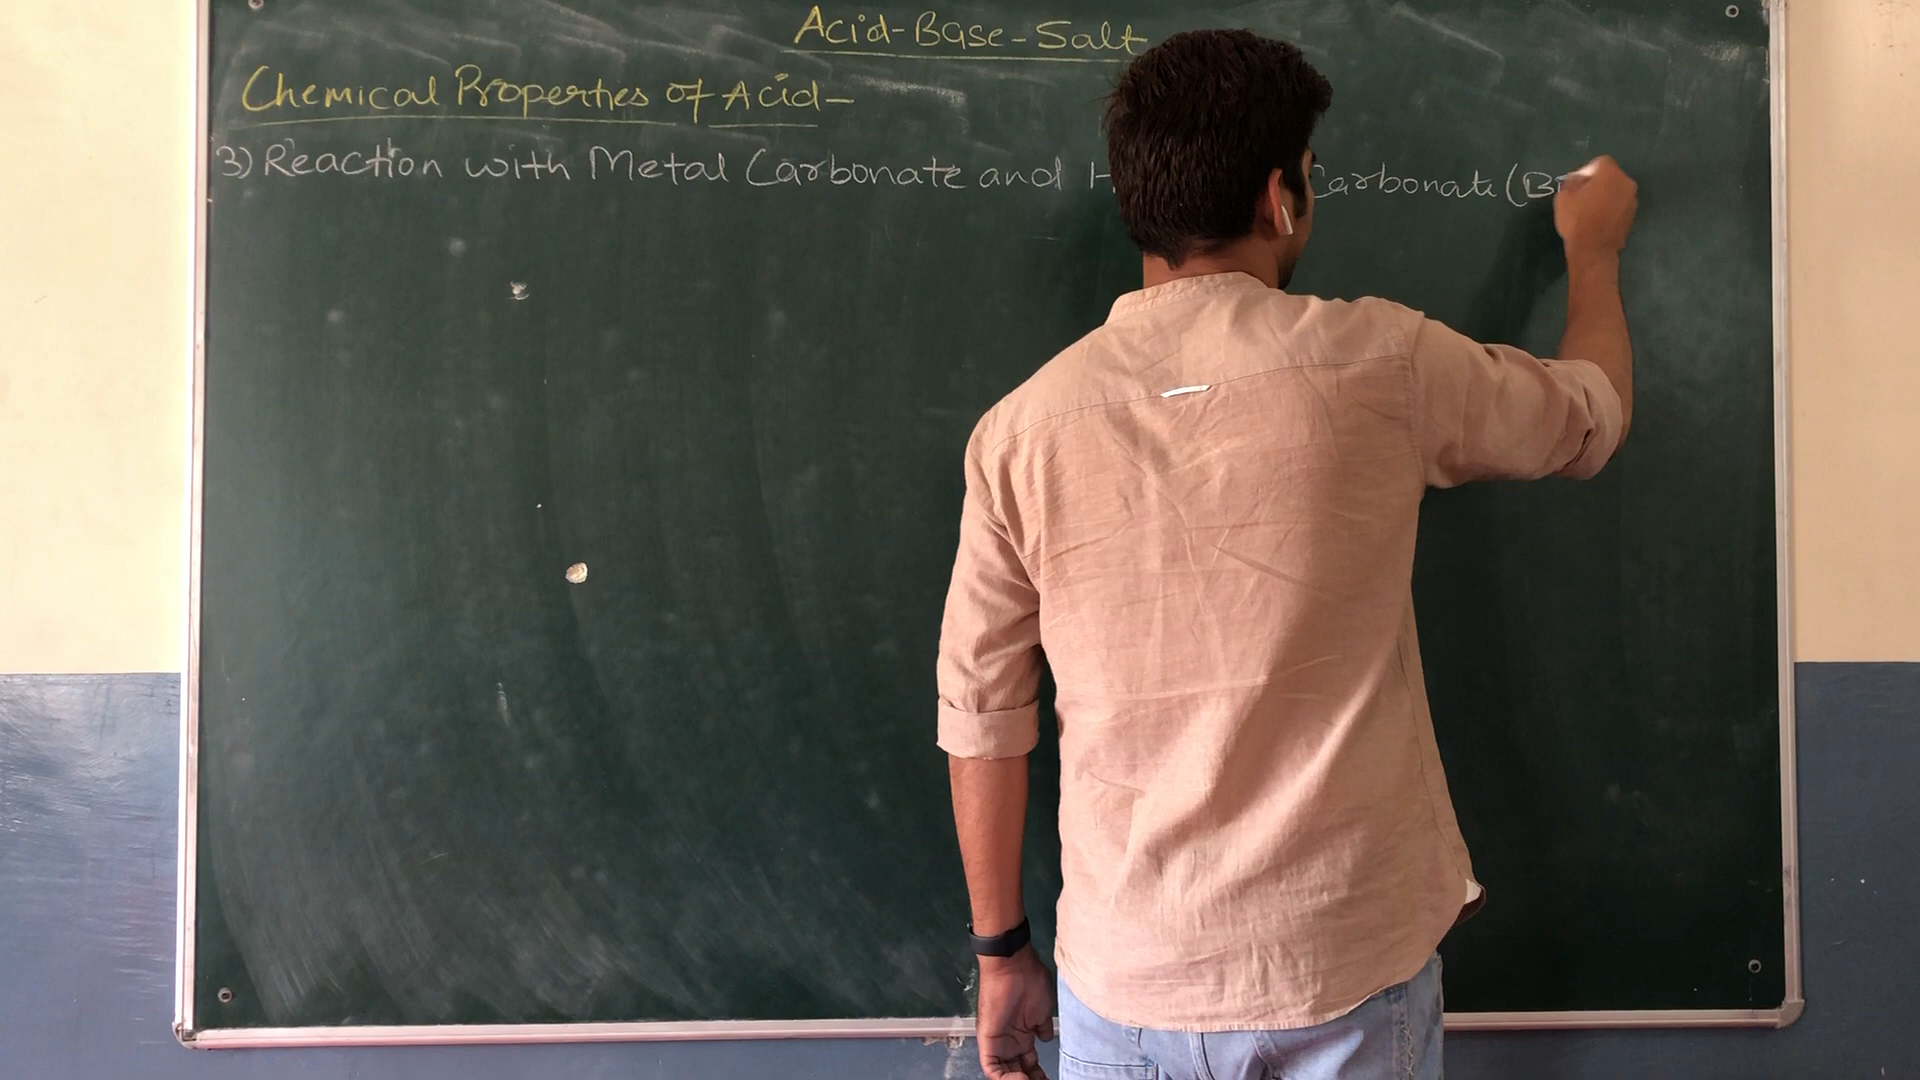 Acid-Base-Salt
Chemical Properties of Acid-
3) Reaction with Metal Carbonate and H Carbonate (B